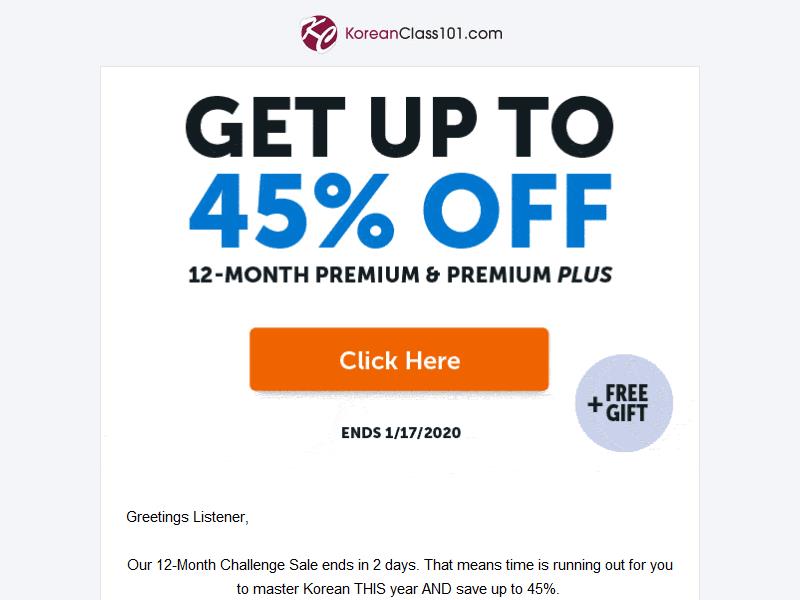 KoreanClass101.com
GET UP TO
45% OFF
12-MONTH PREMIUM & PREMIUM PLUS
Click Here
+FREE
GIFT
ENDS 1/17/2020
Greetings Listener,
Our 12-Month Challenge Sale ends in 2 days. That means time is running out for you
to master Korean THIS year AND save up to 45%.